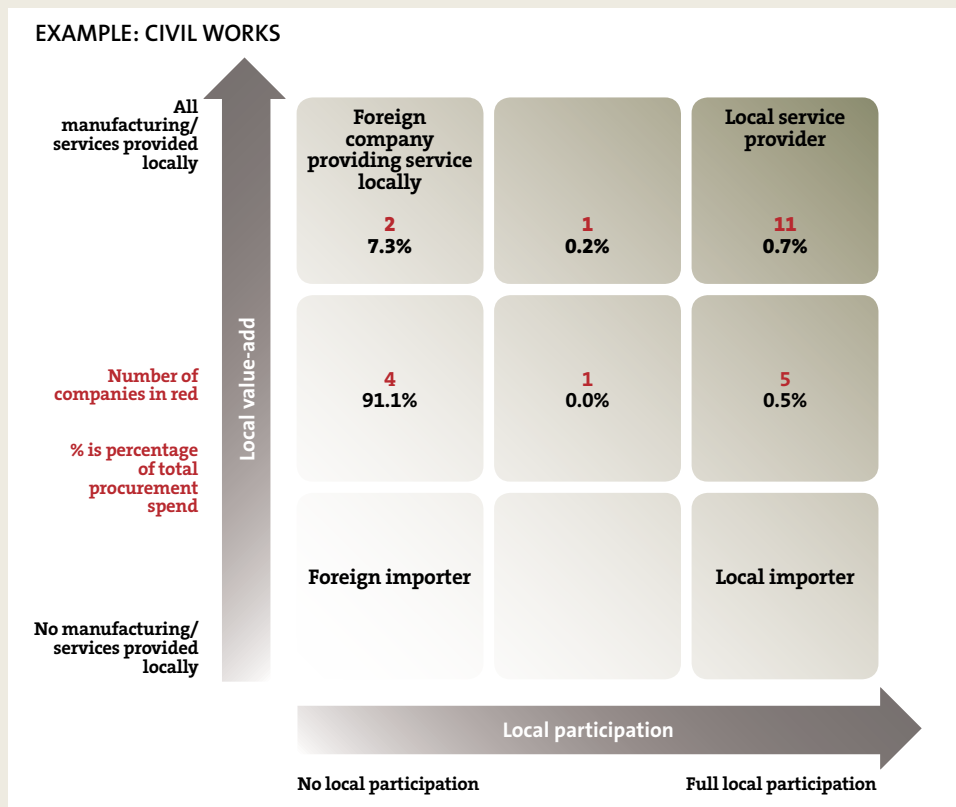 EXAMPLE: CIVIL WORKS
All
manufacturing/
services provided
locally
Foreign
company
providing service
locally
2
7.3%
1
0.2%
Local service
provider
11
0.7%
Local value-add
Number of
companies in red
% is percentage
of total
procurement
spend
4
91.1%
1
0.0%
5
0.5%
Foreign importer
Local importer
No manufacturing/
services provided
locally
Local participation
No local participation
Full local participation